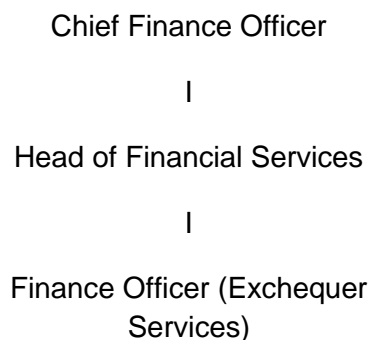 Chief Finance Officer
I
Head of Financial Services
I
Finance Officer (Exchequer
Services)